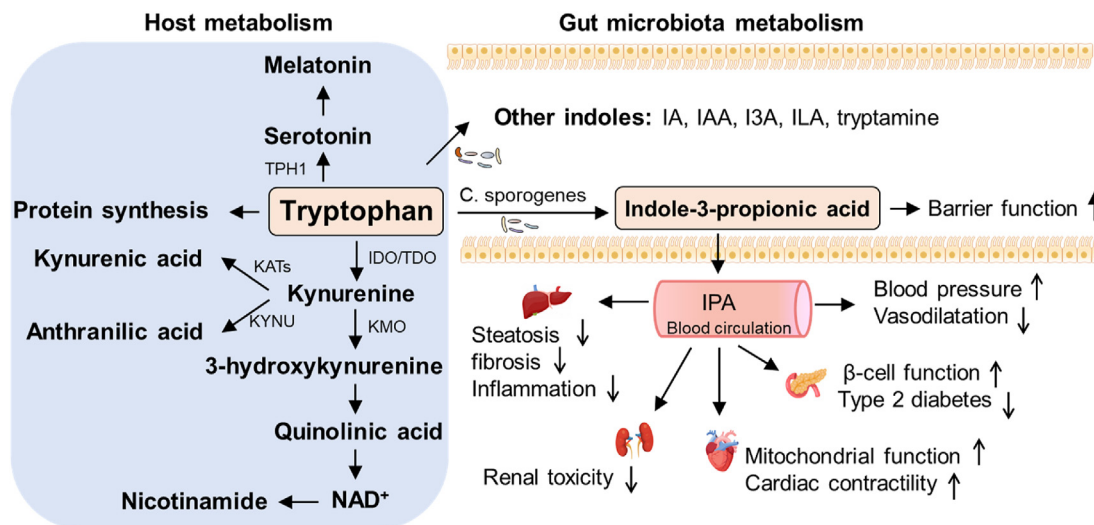 Host metabolism
Gut microbiota metabolism
Melatonin
Serotonin
TPH1
Other indoles: IA, IAA, I3A, ILA, tryptamine
Protein synthesis
Tryptophan
C. sporogenes
Indole-3-propionic acid
Barrier function ↑
Kynurenic acid
KATs
IDO/TDO
Kynurenine
Anthranilic acid
KYNU
KMO
3-hydroxykynurenine
Quinolinic acid
Nicotinamide
NAD⁺
IPA
Blood circulation
Blood pressure ↑
Vasodilatation ↓
Steatosis ↓
fibrosis ↓
Inflammation ↓
β-cell function ↑
Type 2 diabetes ↓
Renal toxicity ↓
Mitochondrial function ↑
Cardiac contractility ↑